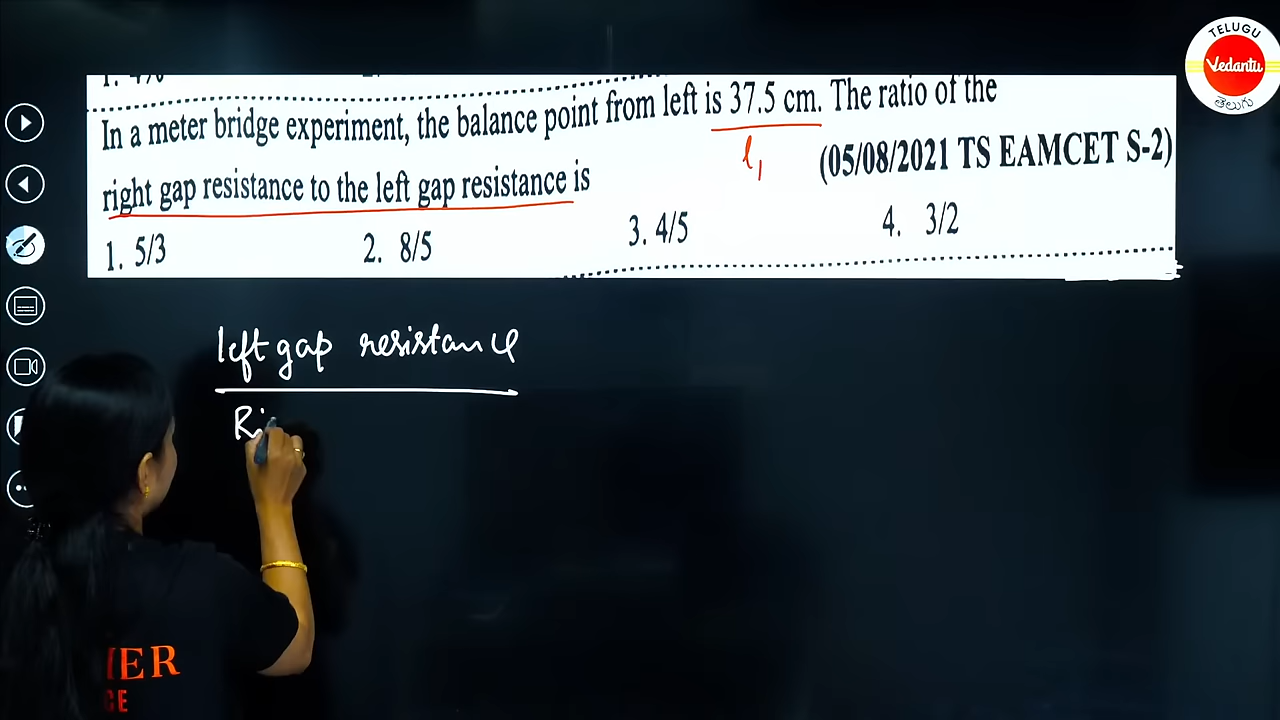 TELUGU
Vedantu
తెలుగు
In a meter bridge experiment, the balance point from left is 37.5 cm. The ratio of the
l₁
(05/08/2021 TS EAMCET S-2)
right gap resistance to the left gap resistance is
1. 5/3 2. 8/5 3. 4/5 4. 3/2
left gap resistance
Ri